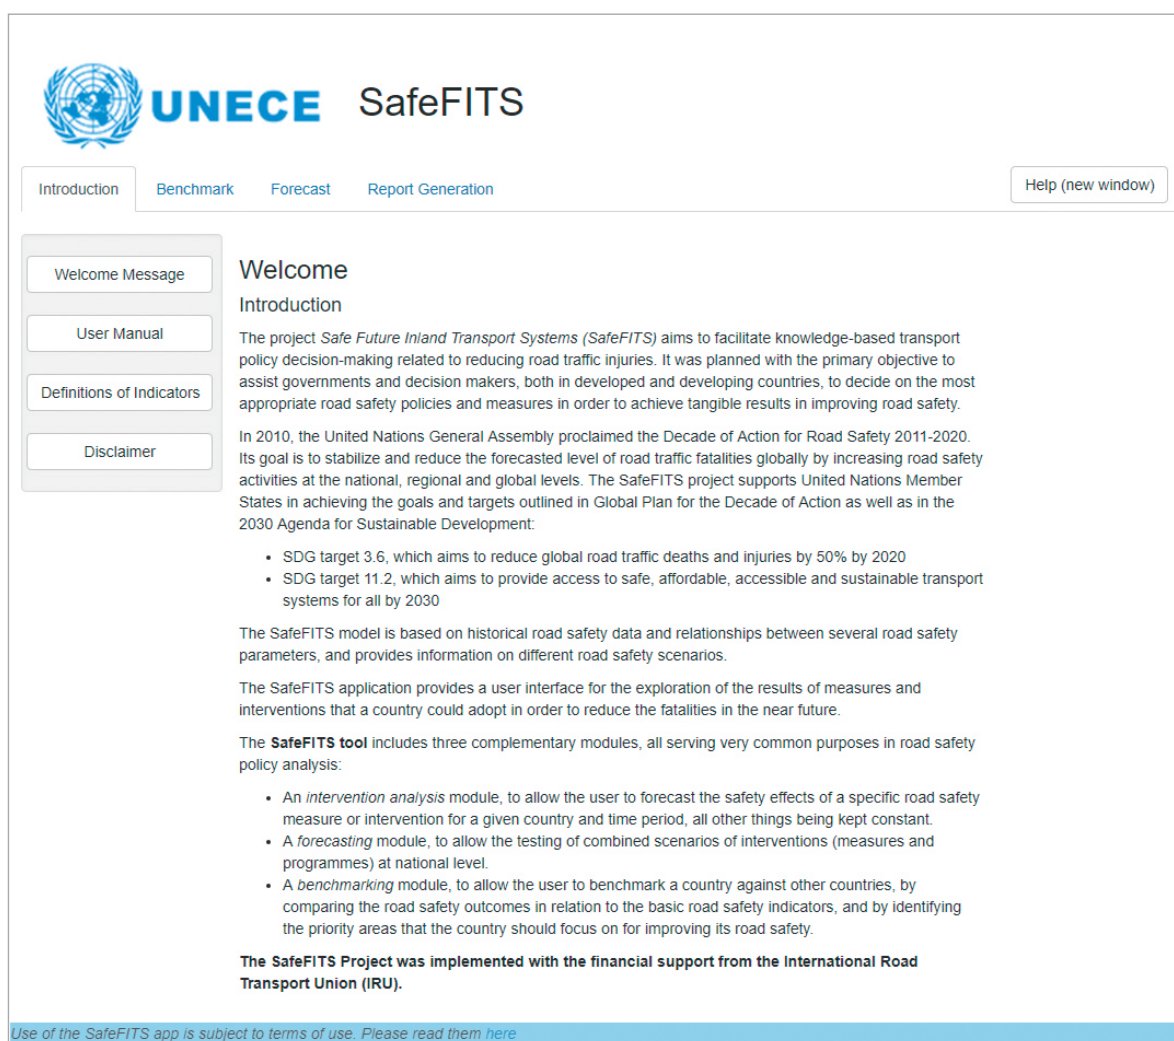 UNECE SafeFITS
Introduction Benchmark Forecast Report Generation Help (new window)
Welcome Message
User Manual
Definitions of Indicators
Disclaimer
Welcome
Introduction
The project Safe Future Inland Transport Systems (SafeFITS) aims to facilitate knowledge-based transport
policy decision-making related to reducing road traffic injuries. It was planned with the primary objective to
assist governments and decision makers, both in developed and developing countries, to decide on the most
appropriate road safety policies and measures in order to achieve tangible results in improving road safety.
In 2010, the United Nations General Assembly proclaimed the Decade of Action for Road Safety 2011-2020.
Its goal is to stabilize and reduce the forecasted level of road traffic fatalities globally by increasing road safety
activities at the national, regional and global levels. The SafeFITS project supports United Nations Member
States in achieving the goals and targets outlined in Global Plan for the Decade of Action as well as in the
2030 Agenda for Sustainable Development:
• SDG target 3.6, which aims to reduce global road traffic deaths and injuries by 50% by 2020
• SDG target 11.2, which aims to provide access to safe, affordable, accessible and sustainable transport
systems for all by 2030
The SafeFITS model is based on historical road safety data and relationships between several road safety
parameters, and provides information on different road safety scenarios.
The SafeFITS application provides a user interface for the exploration of the results of measures and
interventions that a country could adopt in order to reduce the fatalities in the near future.
The SafeFITS tool includes three complementary modules, all serving very common purposes in road safety
policy analysis:
• An intervention analysis module, to allow the user to forecast the safety effects of a specific road safety
measure or intervention for a given country and time period, all other things being kept constant.
• A forecasting module, to allow the testing of combined scenarios of interventions (measures and
programmes) at national level.
• A benchmarking module, to allow the user to benchmark a country against other countries, by
comparing the road safety outcomes in relation to the basic road safety indicators, and by identifying
the priority areas that the country should focus on for improving its road safety.
The SafeFITS Project was implemented with the financial support from the International Road
Transport Union (IRU).
Use of the SafeFITS app is subject to terms of use. Please read them here